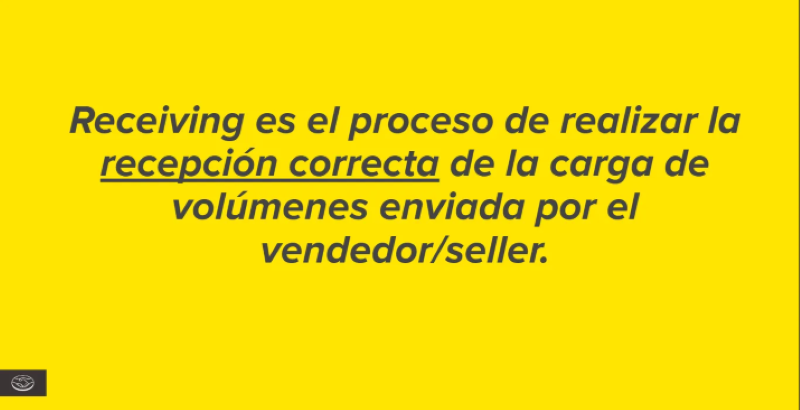 Receiving es el proceso de realizar la
recepción correcta de la carga de
volúmenes enviada por el
vendedor/seller.